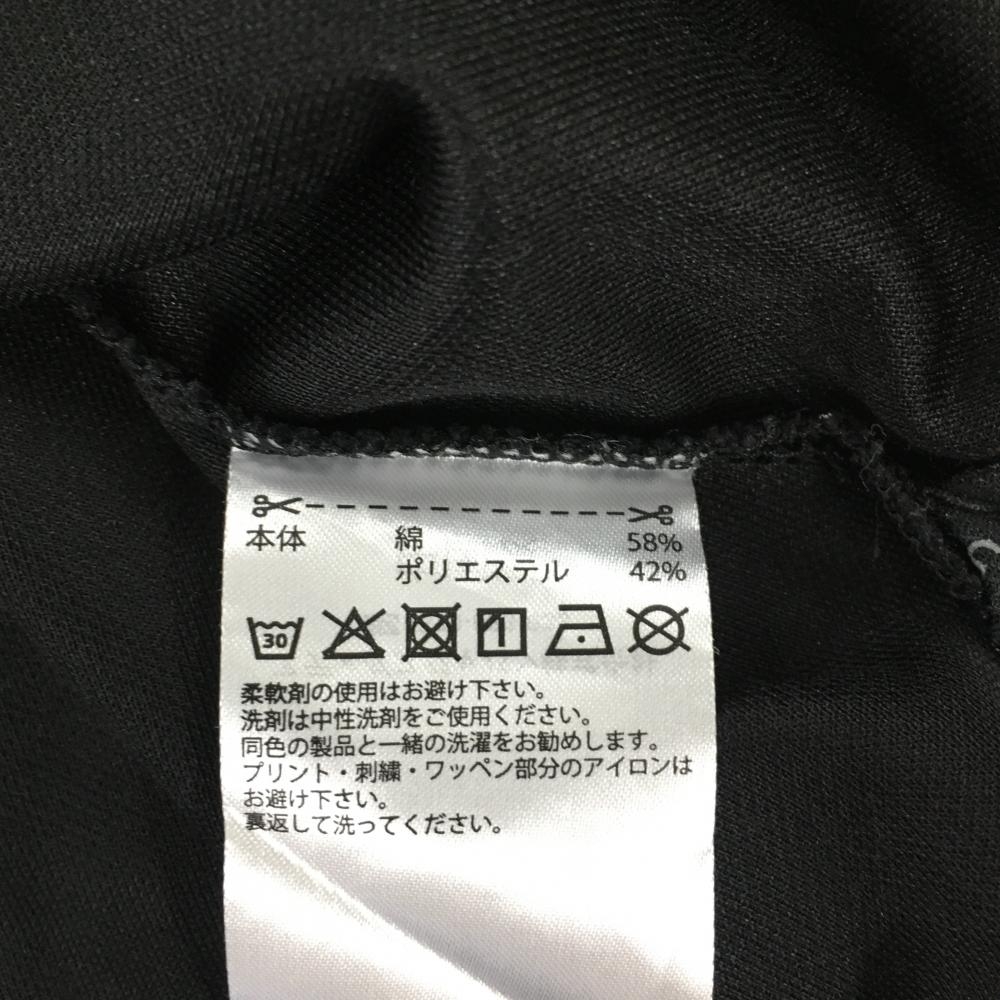 本体 綿 58%
ポリエステル 42%
30
柔軟剤の使用はお避け下さい。
洗剤は中性洗剤をご使用ください。
同色の製品と一緒の洗濯をお勧めします。
プリント・刺繍・ワッペン部分のアイロンは
お避け下さい。
裏返して洗ってください。